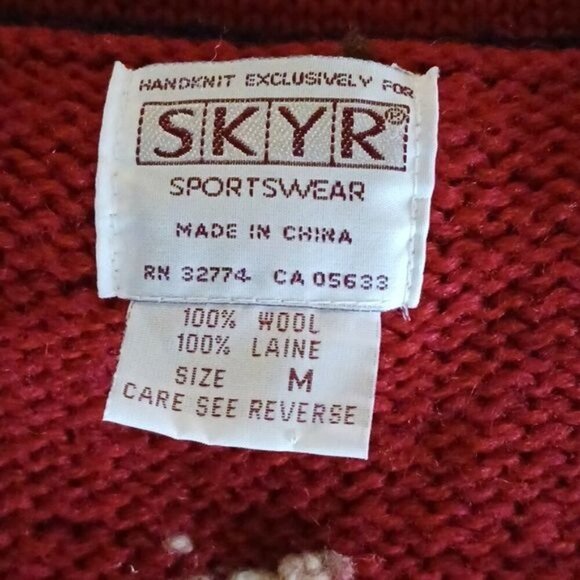 HANDKNIT EXCLUSIVELY FOR
SKYR®
SPORTSWEAR
MADE IN CHINA
RN 32774 CA 05633
100% WOOL
100% LAINE
SIZE M
CARE SEE REVERSE